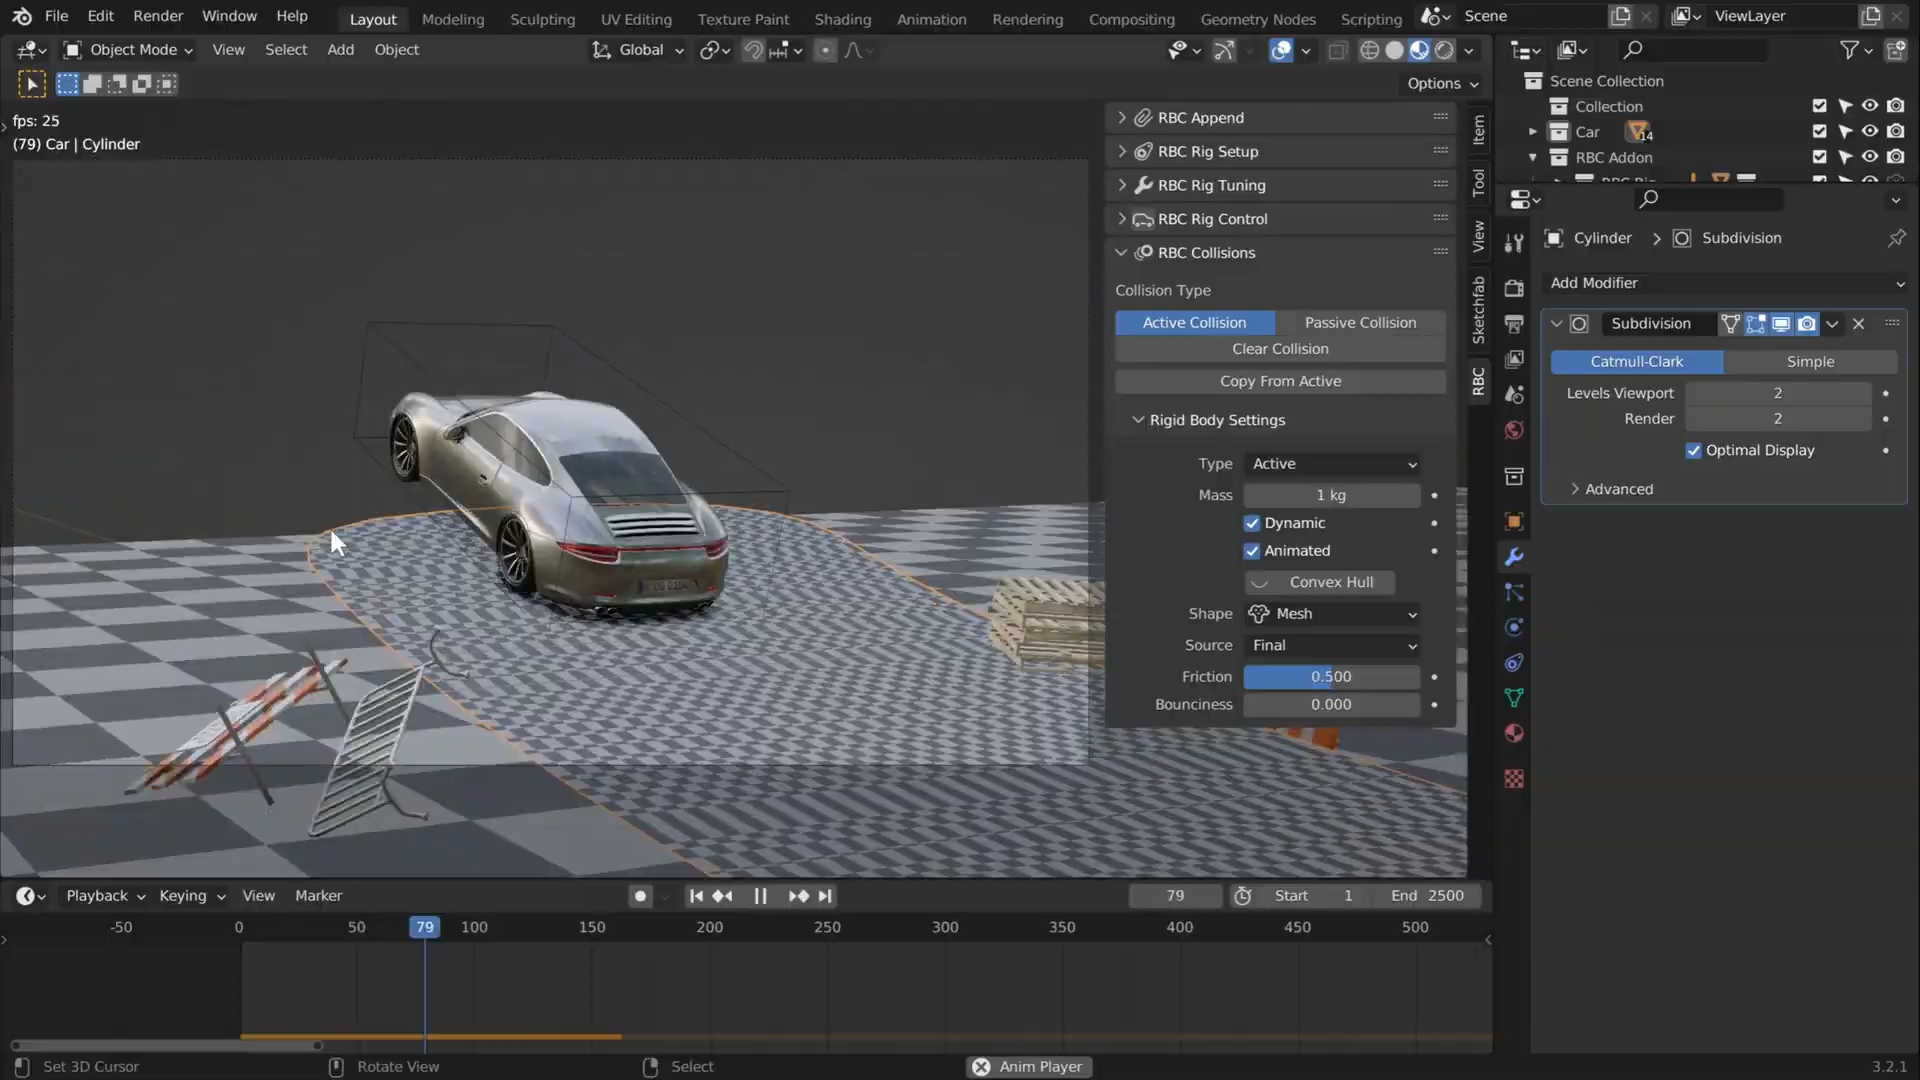 File Edit Render Window Help Layout Modeling Sculpting UV Editing Texture Paint Shading Animation Rendering Compositing Geometry Nodes Scripting Scene ViewLayer
Object Mode View Select Add Object Global
Options
fps: 25
(79) Car | Cylinder
RBC Append
RBC Rig Setup
RBC Rig Tuning
RBC Rig Control
RBC Collisions
Collision Type
Active Collision Passive Collision
Clear Collision
Copy From Active
Rigid Body Settings
Type Active
Mass 1 kg
Dynamic
Animated
Convex Hull
Shape Mesh
Source Final
Friction 0.500
Bounciness 0.000
Item
Tool
View
Sketchfab
RBC
Scene Collection
Collection
Car 14
RBC Addon
Cylinder > Subdivision
Add Modifier
Subdivision
Catmull-Clark Simple
Levels Viewport 2
Render 2
Optimal Display
Advanced
Playback Keying View Marker 79 Start 1 End 2500
-50 0 50 79 100 150 200 250 300 350 400 450 500
Set 3D Cursor Rotate View Select Anim Player 3.2.1